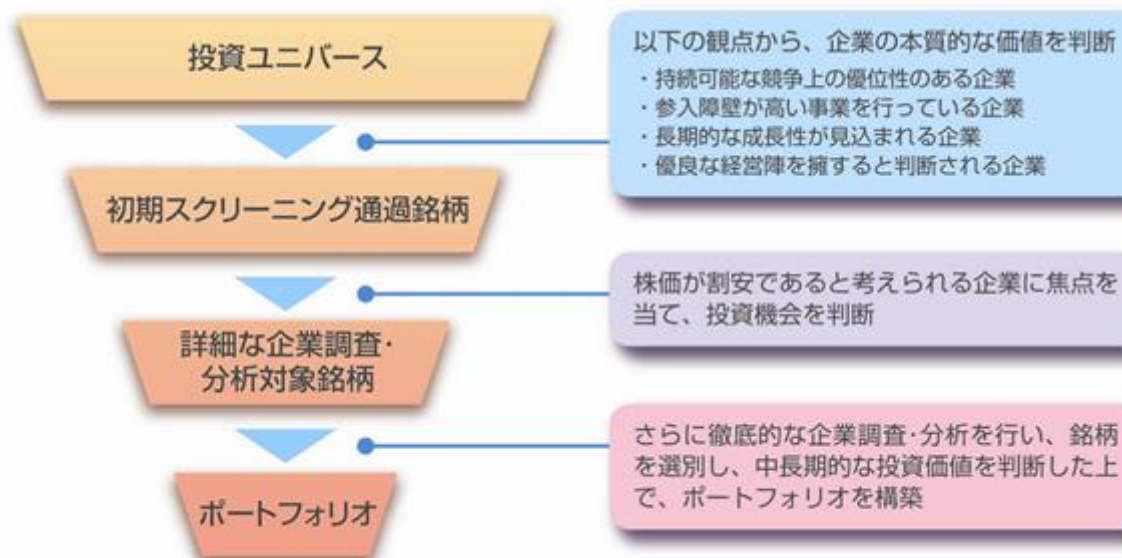 投資ユニバース
以下の観点から、企業の本質的な価値を判断
・持続可能な競争上の優位性のある企業
・参入障壁が高い事業を行っている企業
・長期的な成長性が見込まれる企業
・優良な経営陣を擁すると判断される企業
初期スクリーニング通過銘柄
株価が割安であると考えられる企業に焦点を
当て、投資機会を判断
詳細な企業調査・
分析対象銘柄
さらに徹底的な企業調査・分析を行い、銘柄
を選別し、中長期的な投資価値を判断した上
で、ポートフォリオを構築
ポートフォリオ